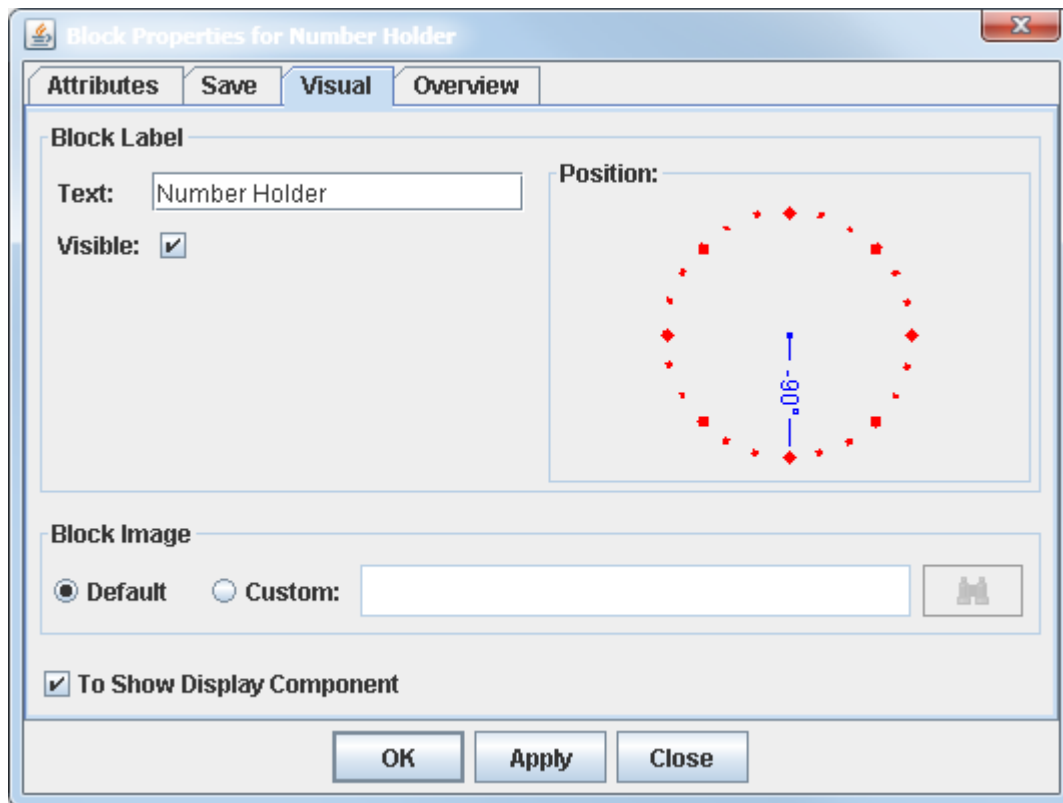 Block Properties for Number Holder
Attributes Save Visual Overview
Block Label
Text: Number Holder
Visible:
Position:
-90°
Block Image
Default Custom:
To Show Display Component
OK Apply Close